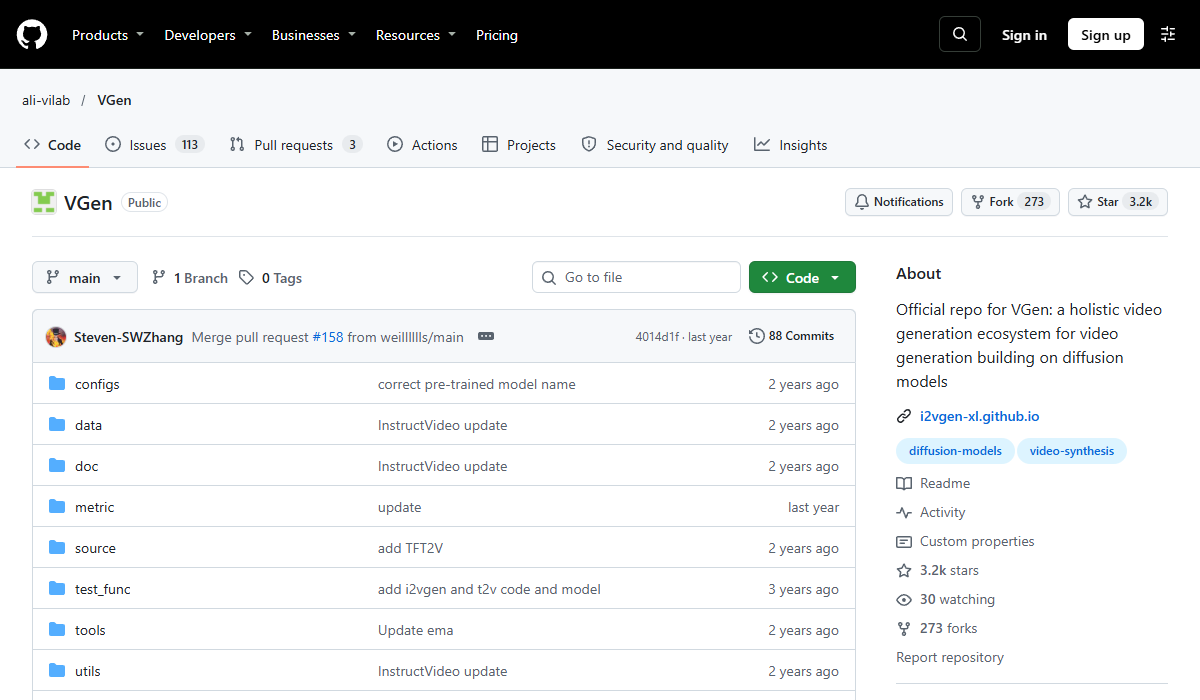 Products Developers Businesses Resources Pricing Sign in Sign up
ali-vilab / VGen
Code Issues 113 Pull requests 3 Actions Projects Security and quality Insights
VGen Public Notifications Fork 273 Star 3.2k
main 1 Branch 0 Tags Go to file Code
Steven-SWZhang Merge pull request #158 from weilllllls/main 4014d1f · last year 88 Commits
configs correct pre-trained model name 2 years ago
data InstructVideo update 2 years ago
doc InstructVideo update 2 years ago
metric update last year
source add TFT2V 2 years ago
test_func add i2vgen and t2v code and model 3 years ago
tools Update ema 2 years ago
utils InstructVideo update 2 years ago
About
Official repo for VGen: a holistic video
generation ecosystem for video
generation building on diffusion
models
i2vgen-xl.github.io
diffusion-models video-synthesis
Readme
Activity
Custom properties
3.2k stars
30 watching
273 forks
Report repository